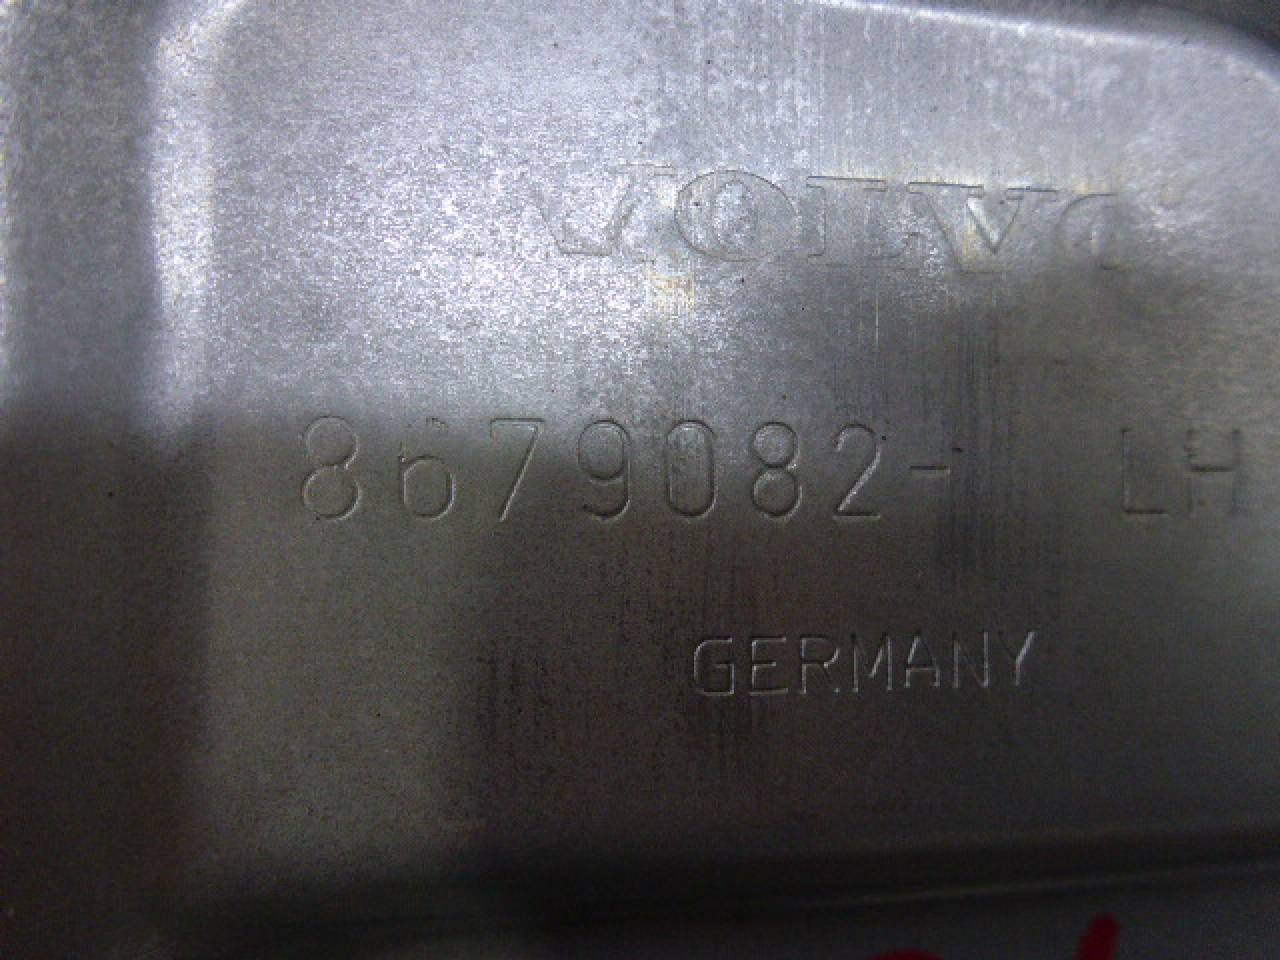 VOLVO
8679082- LH
GERMANY